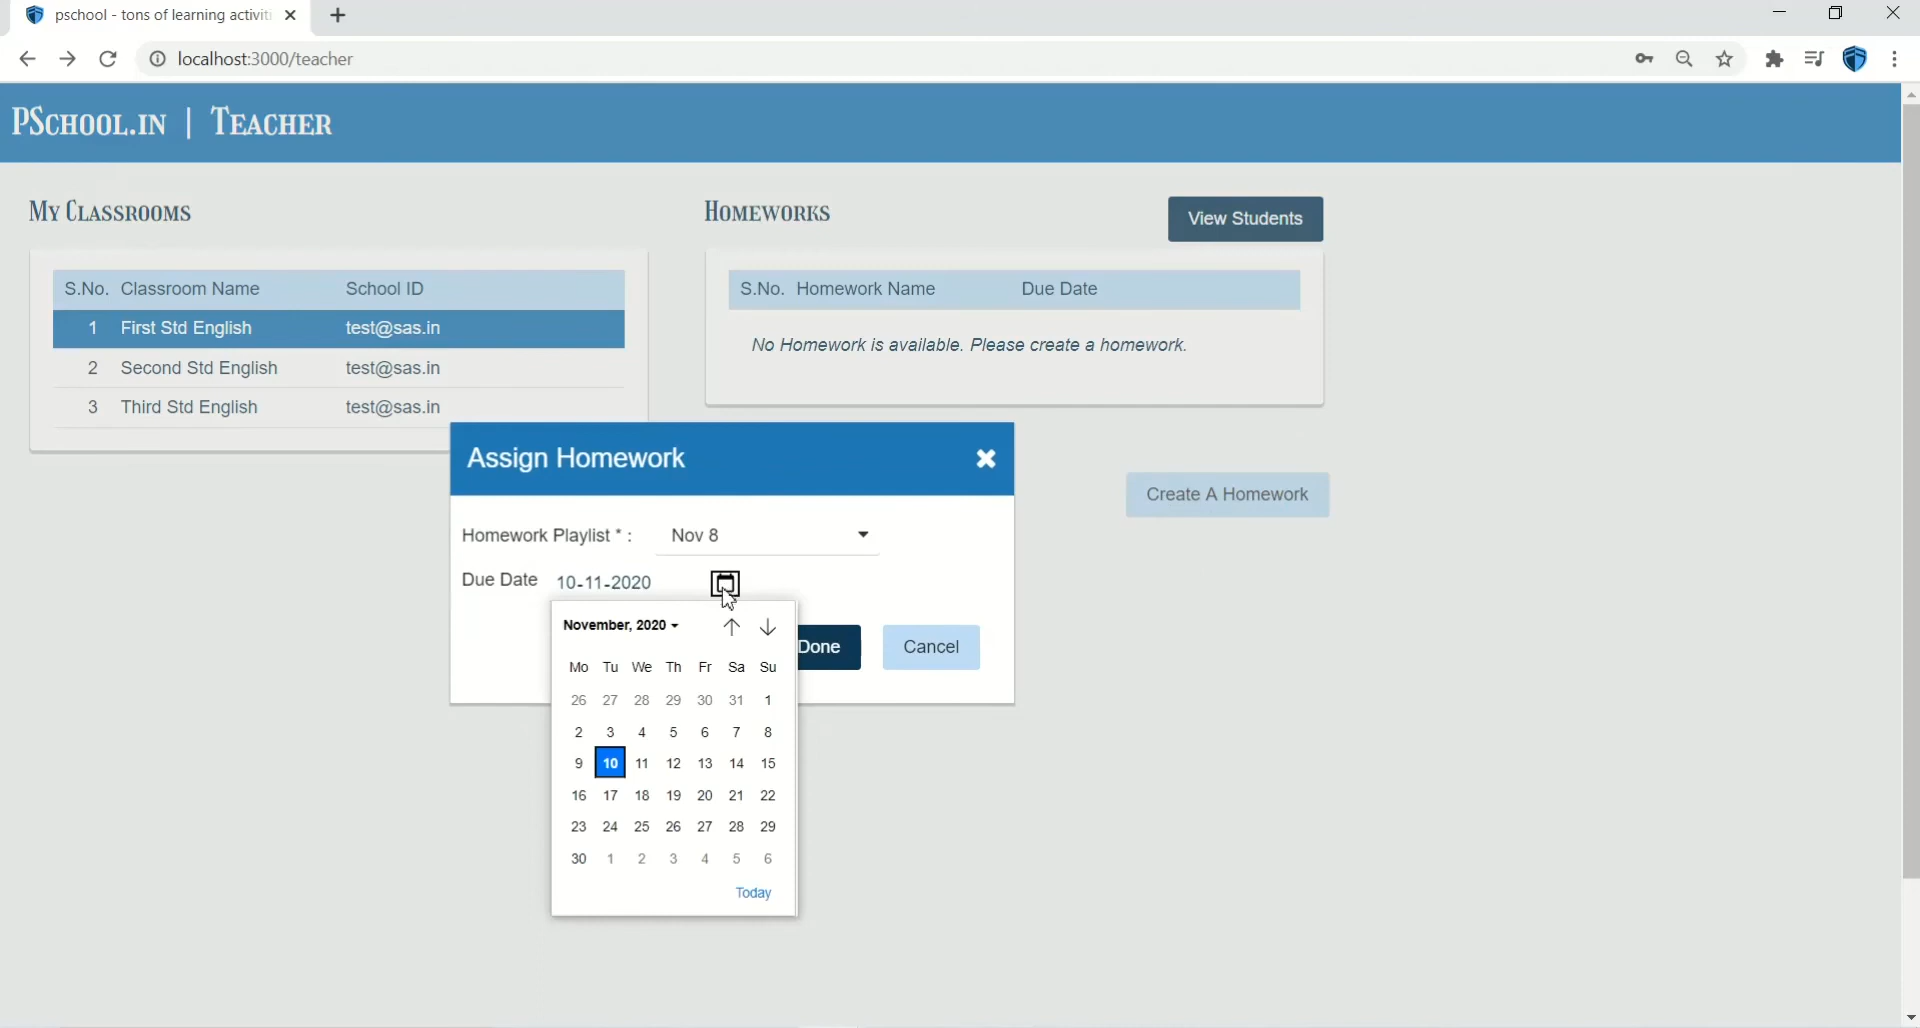 pschool - tons of learning activit
localhost:3000/teacher
PSchool.in | Teacher
My Classrooms
S.No. Classroom Name School ID
1 First Std English test@sas.in
2 Second Std English test@sas.in
3 Third Std English test@sas.in
Homeworks
View Students
S.No. Homework Name Due Date
No Homework is available. Please create a homework.
Create A Homework
Assign Homework
Homework Playlist * : Nov 8
Due Date 10-11-2020
November, 2020
Mo Tu We Th Fr Sa Su
26 27 28 29 30 31 1
2 3 4 5 6 7 8
9 10 11 12 13 14 15
16 17 18 19 20 21 22
23 24 25 26 27 28 29
30 1 2 3 4 5 6
Today
Done
Cancel